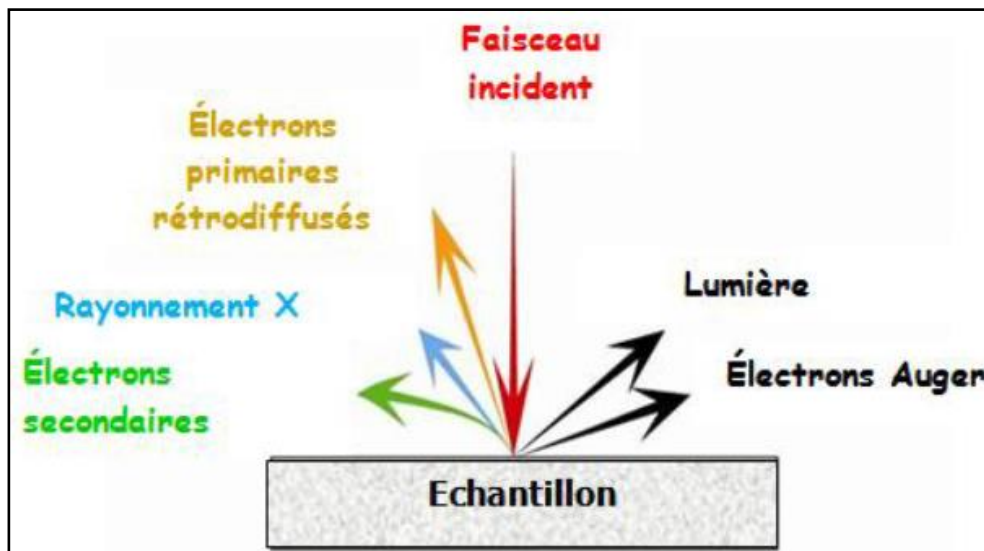 Faisceau
incident
Électrons
primaires
rétrodiffusés
Lumière
Rayonnement X
Électrons
secondaires
Électrons Auger
Echantillon